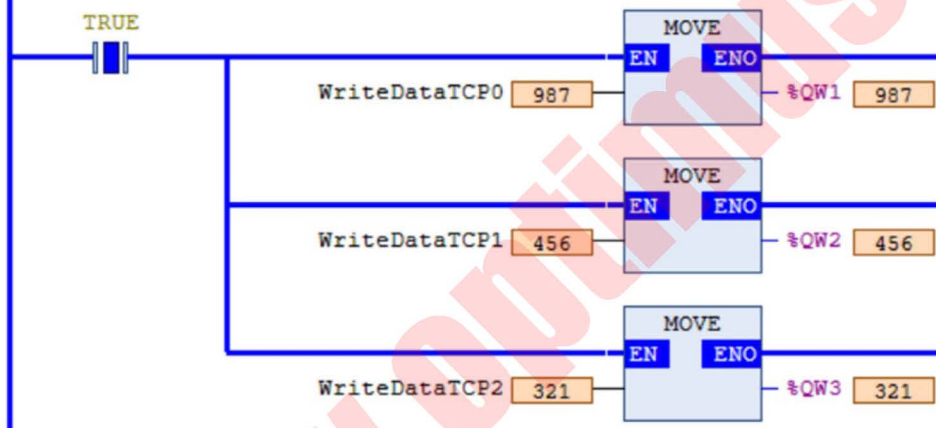 TRUE
MOVE
EN ENO
WriteDataTCP0 987 %QW1 987
MOVE
EN ENO
WriteDataTCP1 456 %QW2 456
MOVE
EN ENO
WriteDataTCP2 321 %QW3 321
optimus